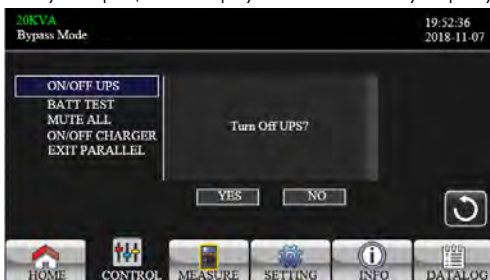 20KVA
Bypass Mode
19:52:36
2018-11-07
ON/OFF UPS
BATT TEST
MUTE ALL
ON/OFF CHARGER
EXIT PARALLEL
Turn Off UPS?
YES NO
HOME CONTROL MEASURE SETTING INFO DATALOG